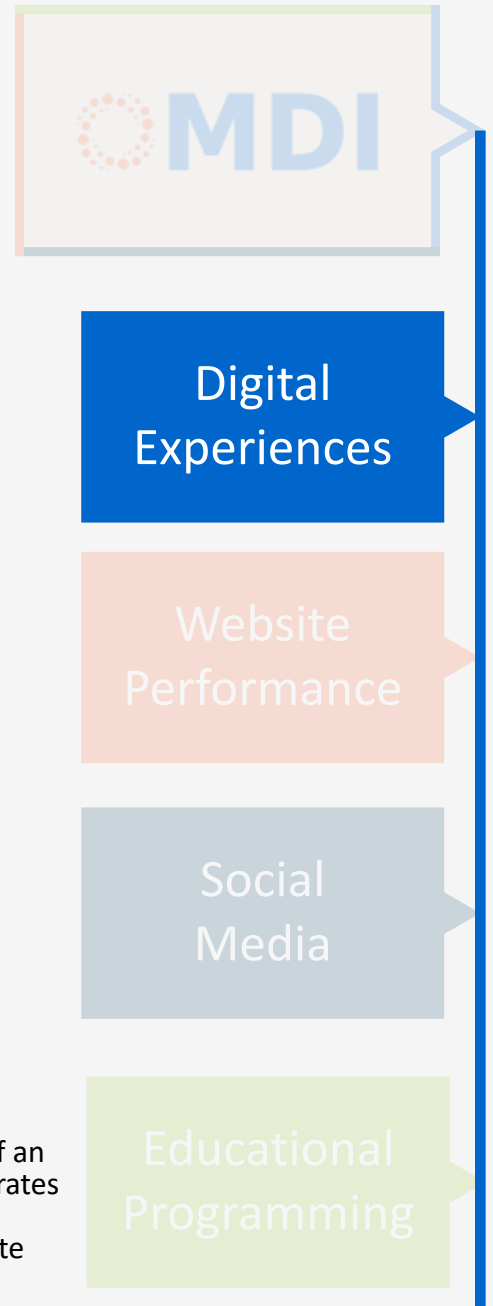 MDI
Digital
Experiences
Website
Performance
Social
Media
Educational
Programming
f an
rates
te